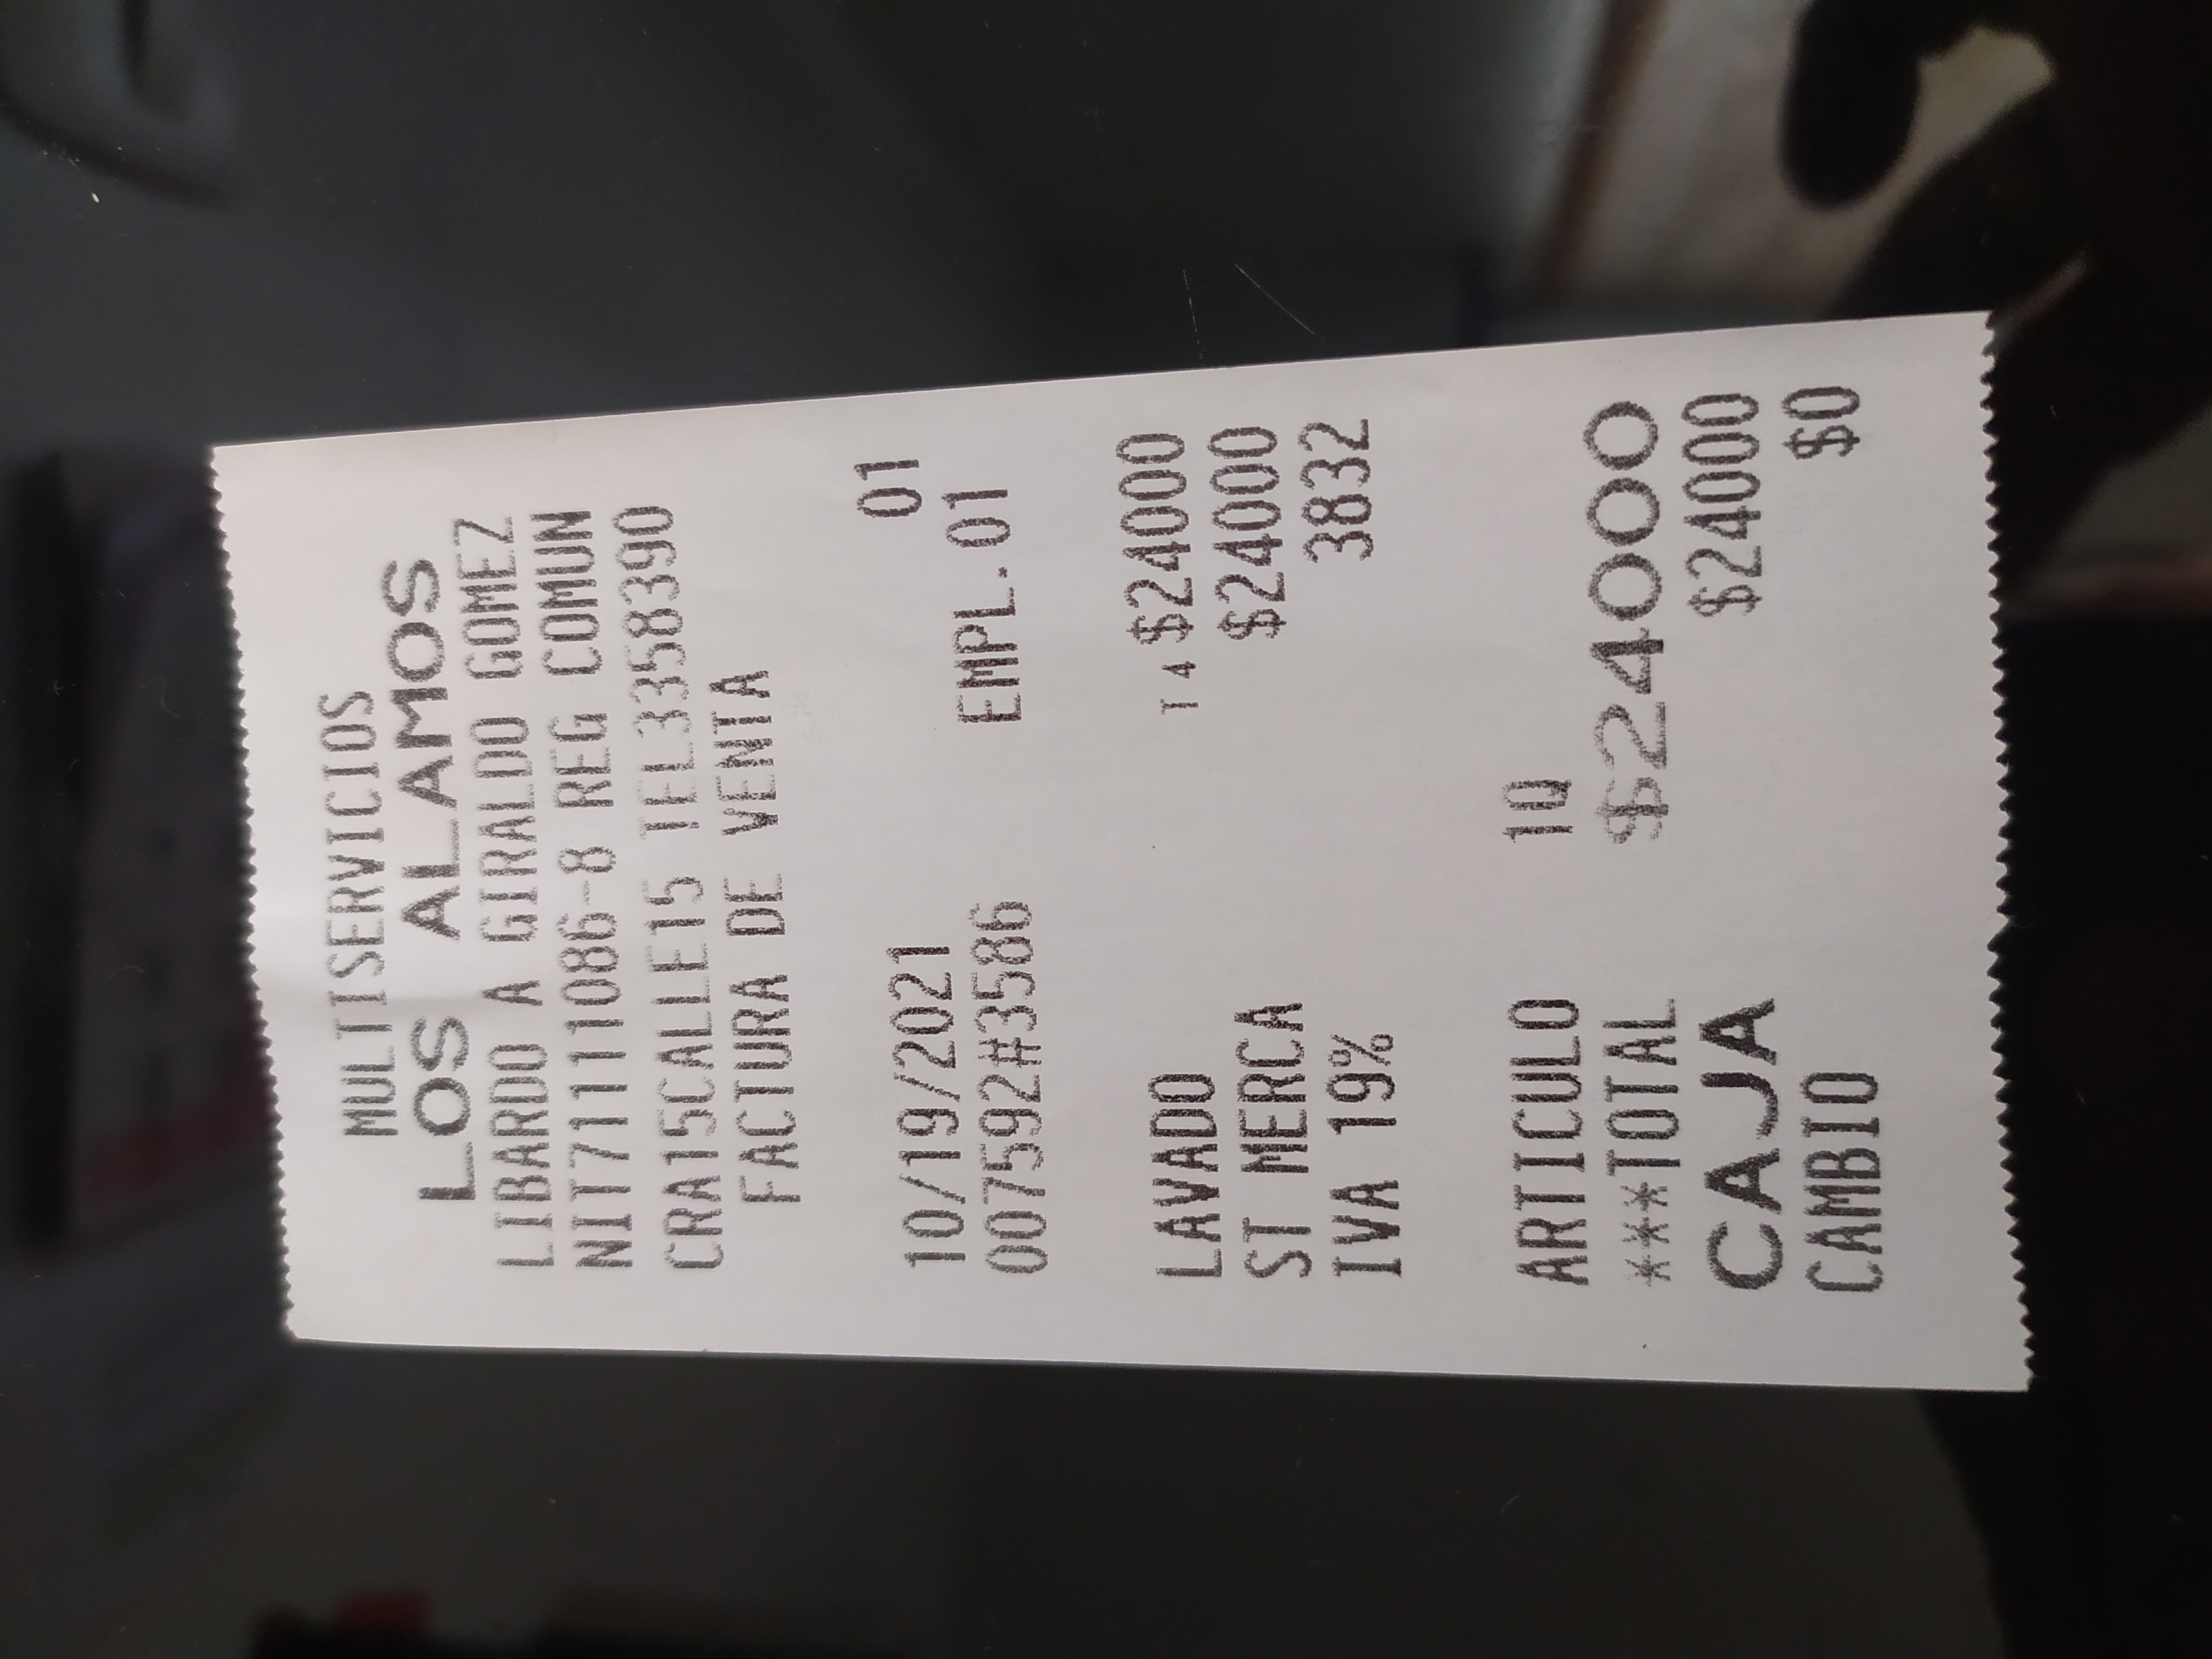 MULTISERVICIOS
LOS ALAMOS
LIBARDO A GIRALDO GOMEZ
NIT71111086-8 REG COMUN
CRA15CALLE15 TEL3358390
FACTURA DE VENTA
10/19/2021 01
007592#3586 EMPL.01
LAVADO T4 $24000
ST MERCA $24000
IVA 19% 3832
ARTICULO 1Q
***TOTAL $24000
CAJA $24000
CAMBIO $0